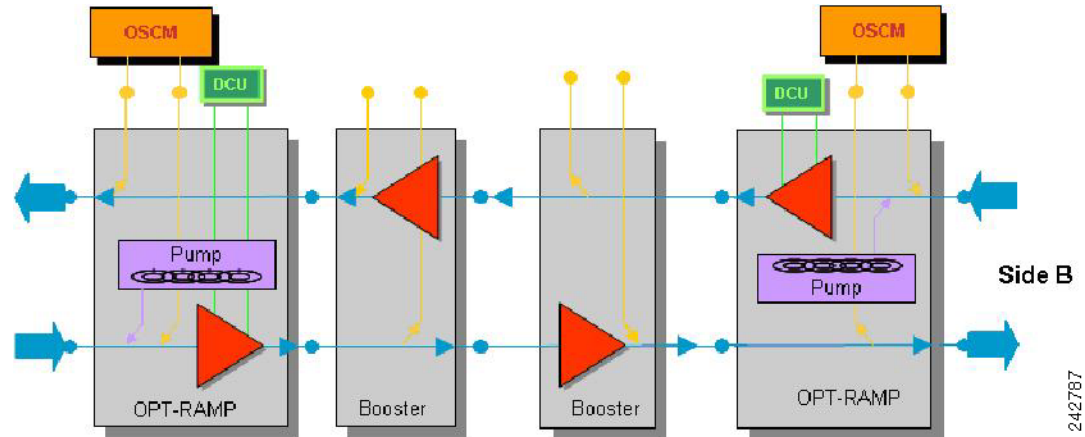 OSCM
OSCM
DCU
DCU
Pump
Pump
Side B
OPT-RAMP
Booster
Booster
OPT-RAMP
242787